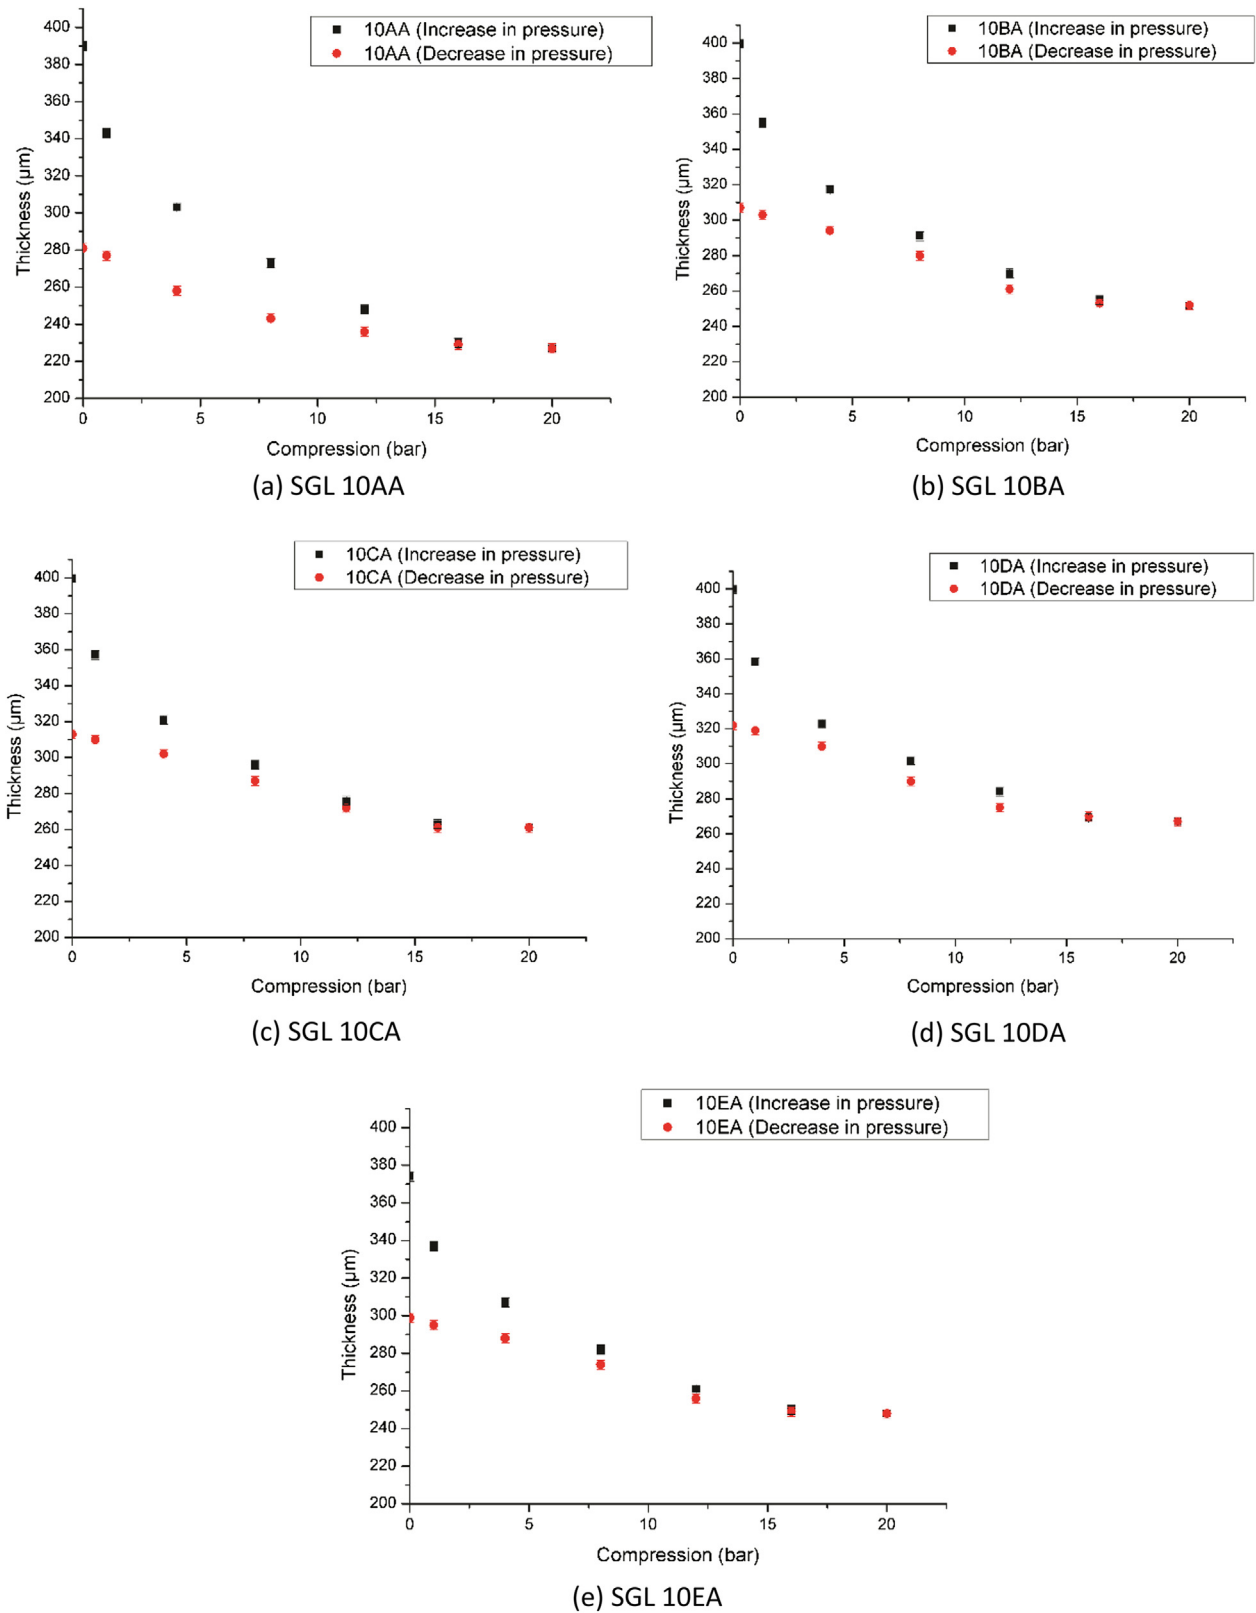 10AA (Increase in pressure)
10AA (Decrease in pressure)
400
380
360
340
320
300
280
260
240
220
200
Thickness (µm)
0 5 10 15 20
Compression (bar)
(a) SGL 10AA
10BA (Increase in pressure)
10BA (Decrease in pressure)
400
380
360
340
320
300
280
260
240
220
200
Thickness (µm)
0 5 10 15 20
Compression (bar)
(b) SGL 10BA
10CA (Increase in pressure)
10CA (Decrease in pressure)
400
380
360
340
320
300
280
260
240
220
200
Thickness (µm)
0 5 10 15 20
Compression (bar)
(c) SGL 10CA
10DA (Increase in pressure)
10DA (Decrease in pressure)
400
380
360
340
320
300
280
260
240
220
200
Thickness (µm)
0 5 10 15 20
Compression (bar)
(d) SGL 10DA
10EA (Increase in pressure)
10EA (Decrease in pressure)
400
380
360
340
320
300
280
260
240
220
200
Thickness (µm)
0 5 10 15 20
Compression (bar)
(e) SGL 10EA